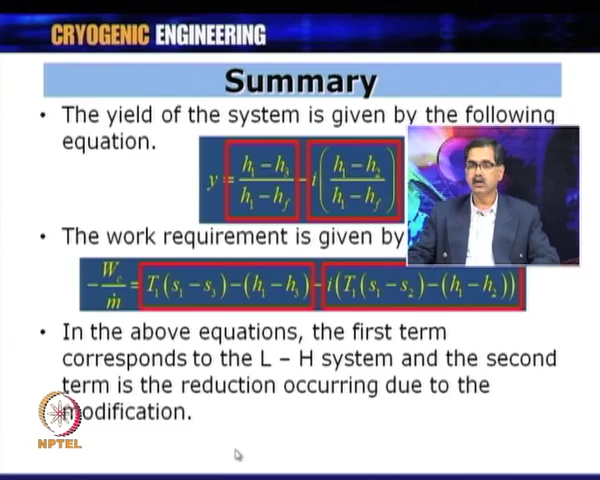 CRYOGENIC ENGINEERING
Summary
• The yield of the system is given by the following
equation.
y = (h₁ − h₃)/(h₁ − h_f) − i((h₁ − h₂)/(h₁ − h_f))
• The work requirement is given by
−W_c/ṁ = T₁(s₁ − s₃) − (h₁ − h₃) − i(T₁(s₁ − s₂) − (h₁ − h₂))
• In the above equations, the first term
corresponds to the L – H system and the second
term is the reduction occurring due to the
modification.
NPTEL